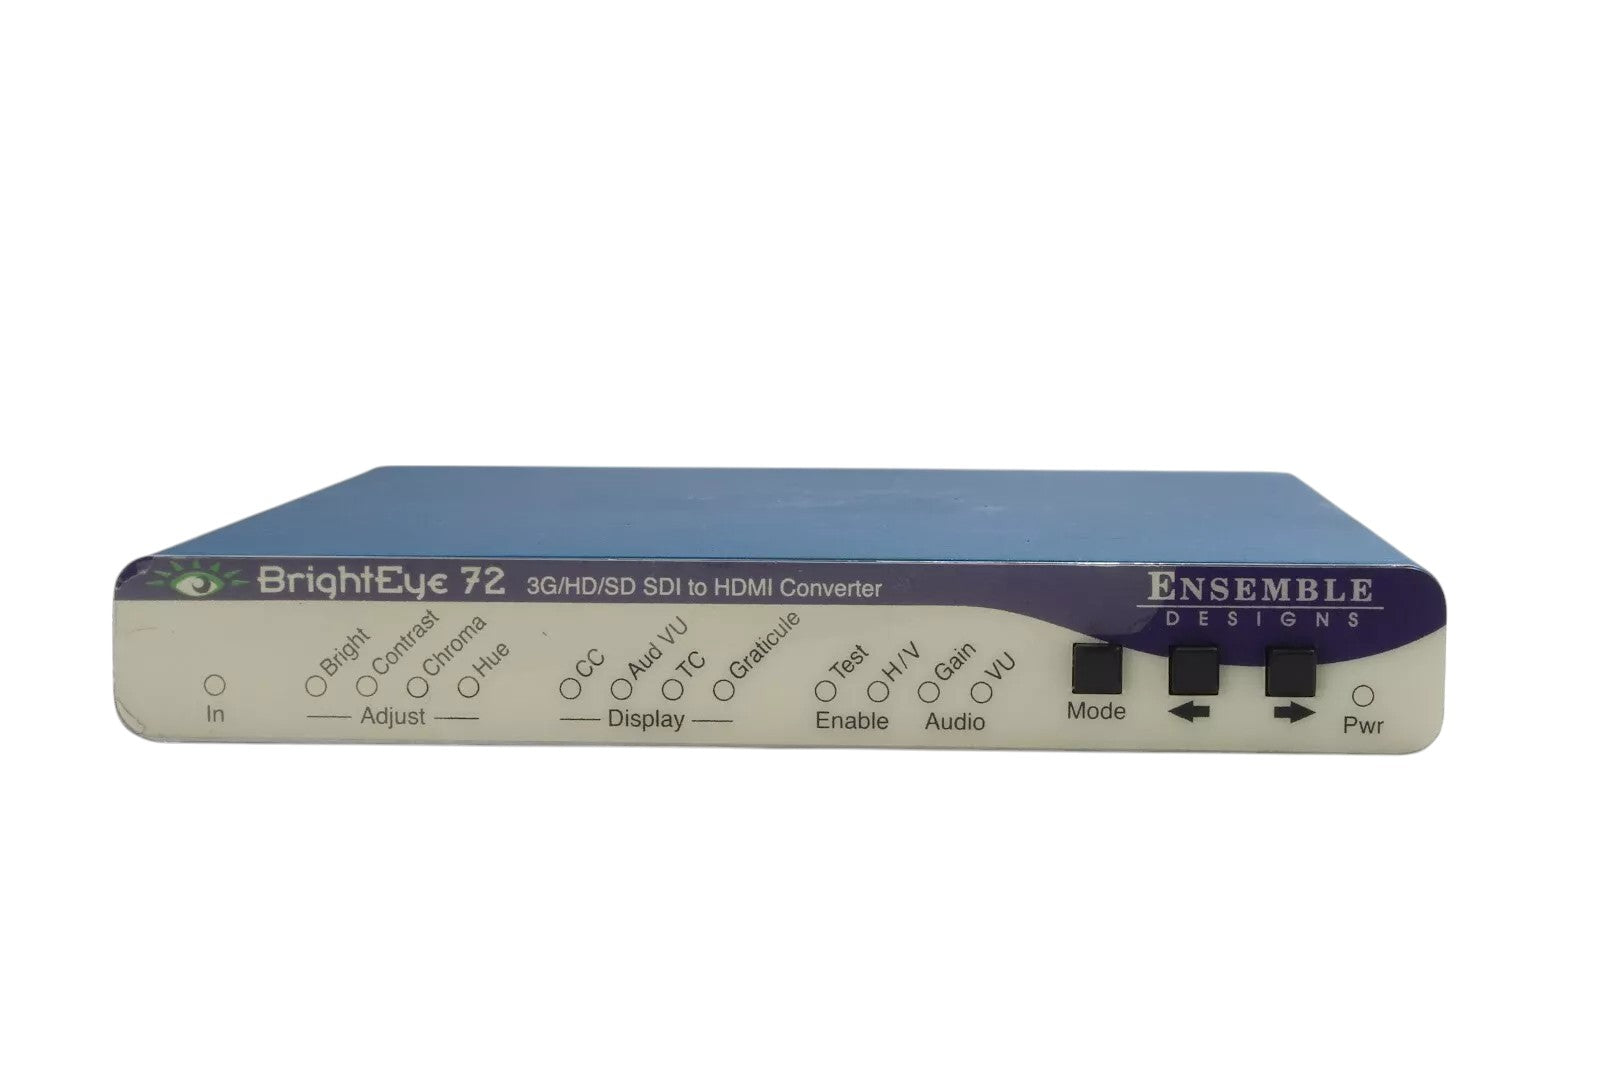 BrightEye 72 3G/HD/SD SDI to HDMI Converter
ENSEMBLE
DESIGNS
In
Bright Contrast Chroma Hue
Adjust
CC Aud VU TC Graticule
Display
Test H/V
Enable
Gain VU
Audio
Mode
Pwr